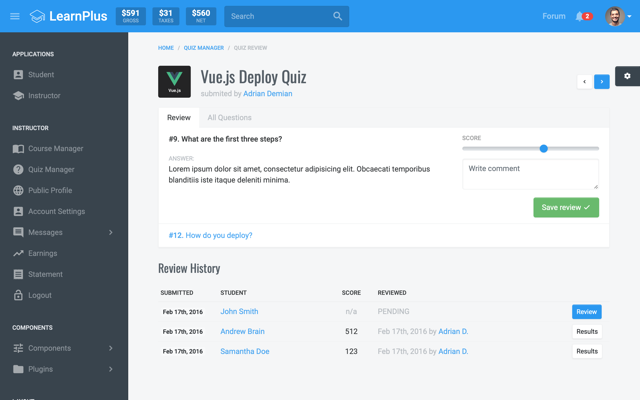 LearnPlus
$591
GROSS
$31
TAXES
$560
NET
Search
Forum
2
APPLICATIONS
Student
Instructor
INSTRUCTOR
Course Manager
Quiz Manager
Public Profile
Account Settings
Messages
Earnings
Statement
Logout
COMPONENTS
Components
Plugins
HOME / QUIZ MANAGER / QUIZ REVIEW
Vue.js
Vue.js Deploy Quiz
submited by Adrian Demian
Review
All Questions
#9. What are the first three steps?
ANSWER:
Lorem ipsum dolor sit amet, consectetur adipisicing elit. Obcaecati temporibus
blanditiis iste itaque deleniti minima.
SCORE
Write comment
Save review
#12. How do you deploy?
Review History
SUBMITTED STUDENT SCORE REVIEWED
Feb 17th, 2016 John Smith n/a PENDING Review
Feb 17th, 2016 Andrew Brain 512 Feb 17th, 2016 by Adrian D. Results
Feb 17th, 2016 Samantha Doe 123 Feb 17th, 2016 by Adrian D. Results